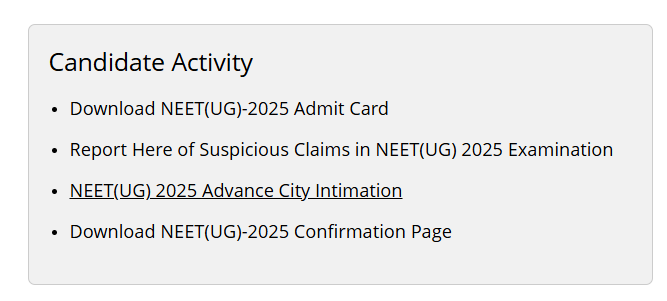 Candidate Activity
Download NEET(UG)-2025 Admit Card
Report Here of Suspicious Claims in NEET(UG) 2025 Examination
NEET(UG) 2025 Advance City Intimation
Download NEET(UG)-2025 Confirmation Page